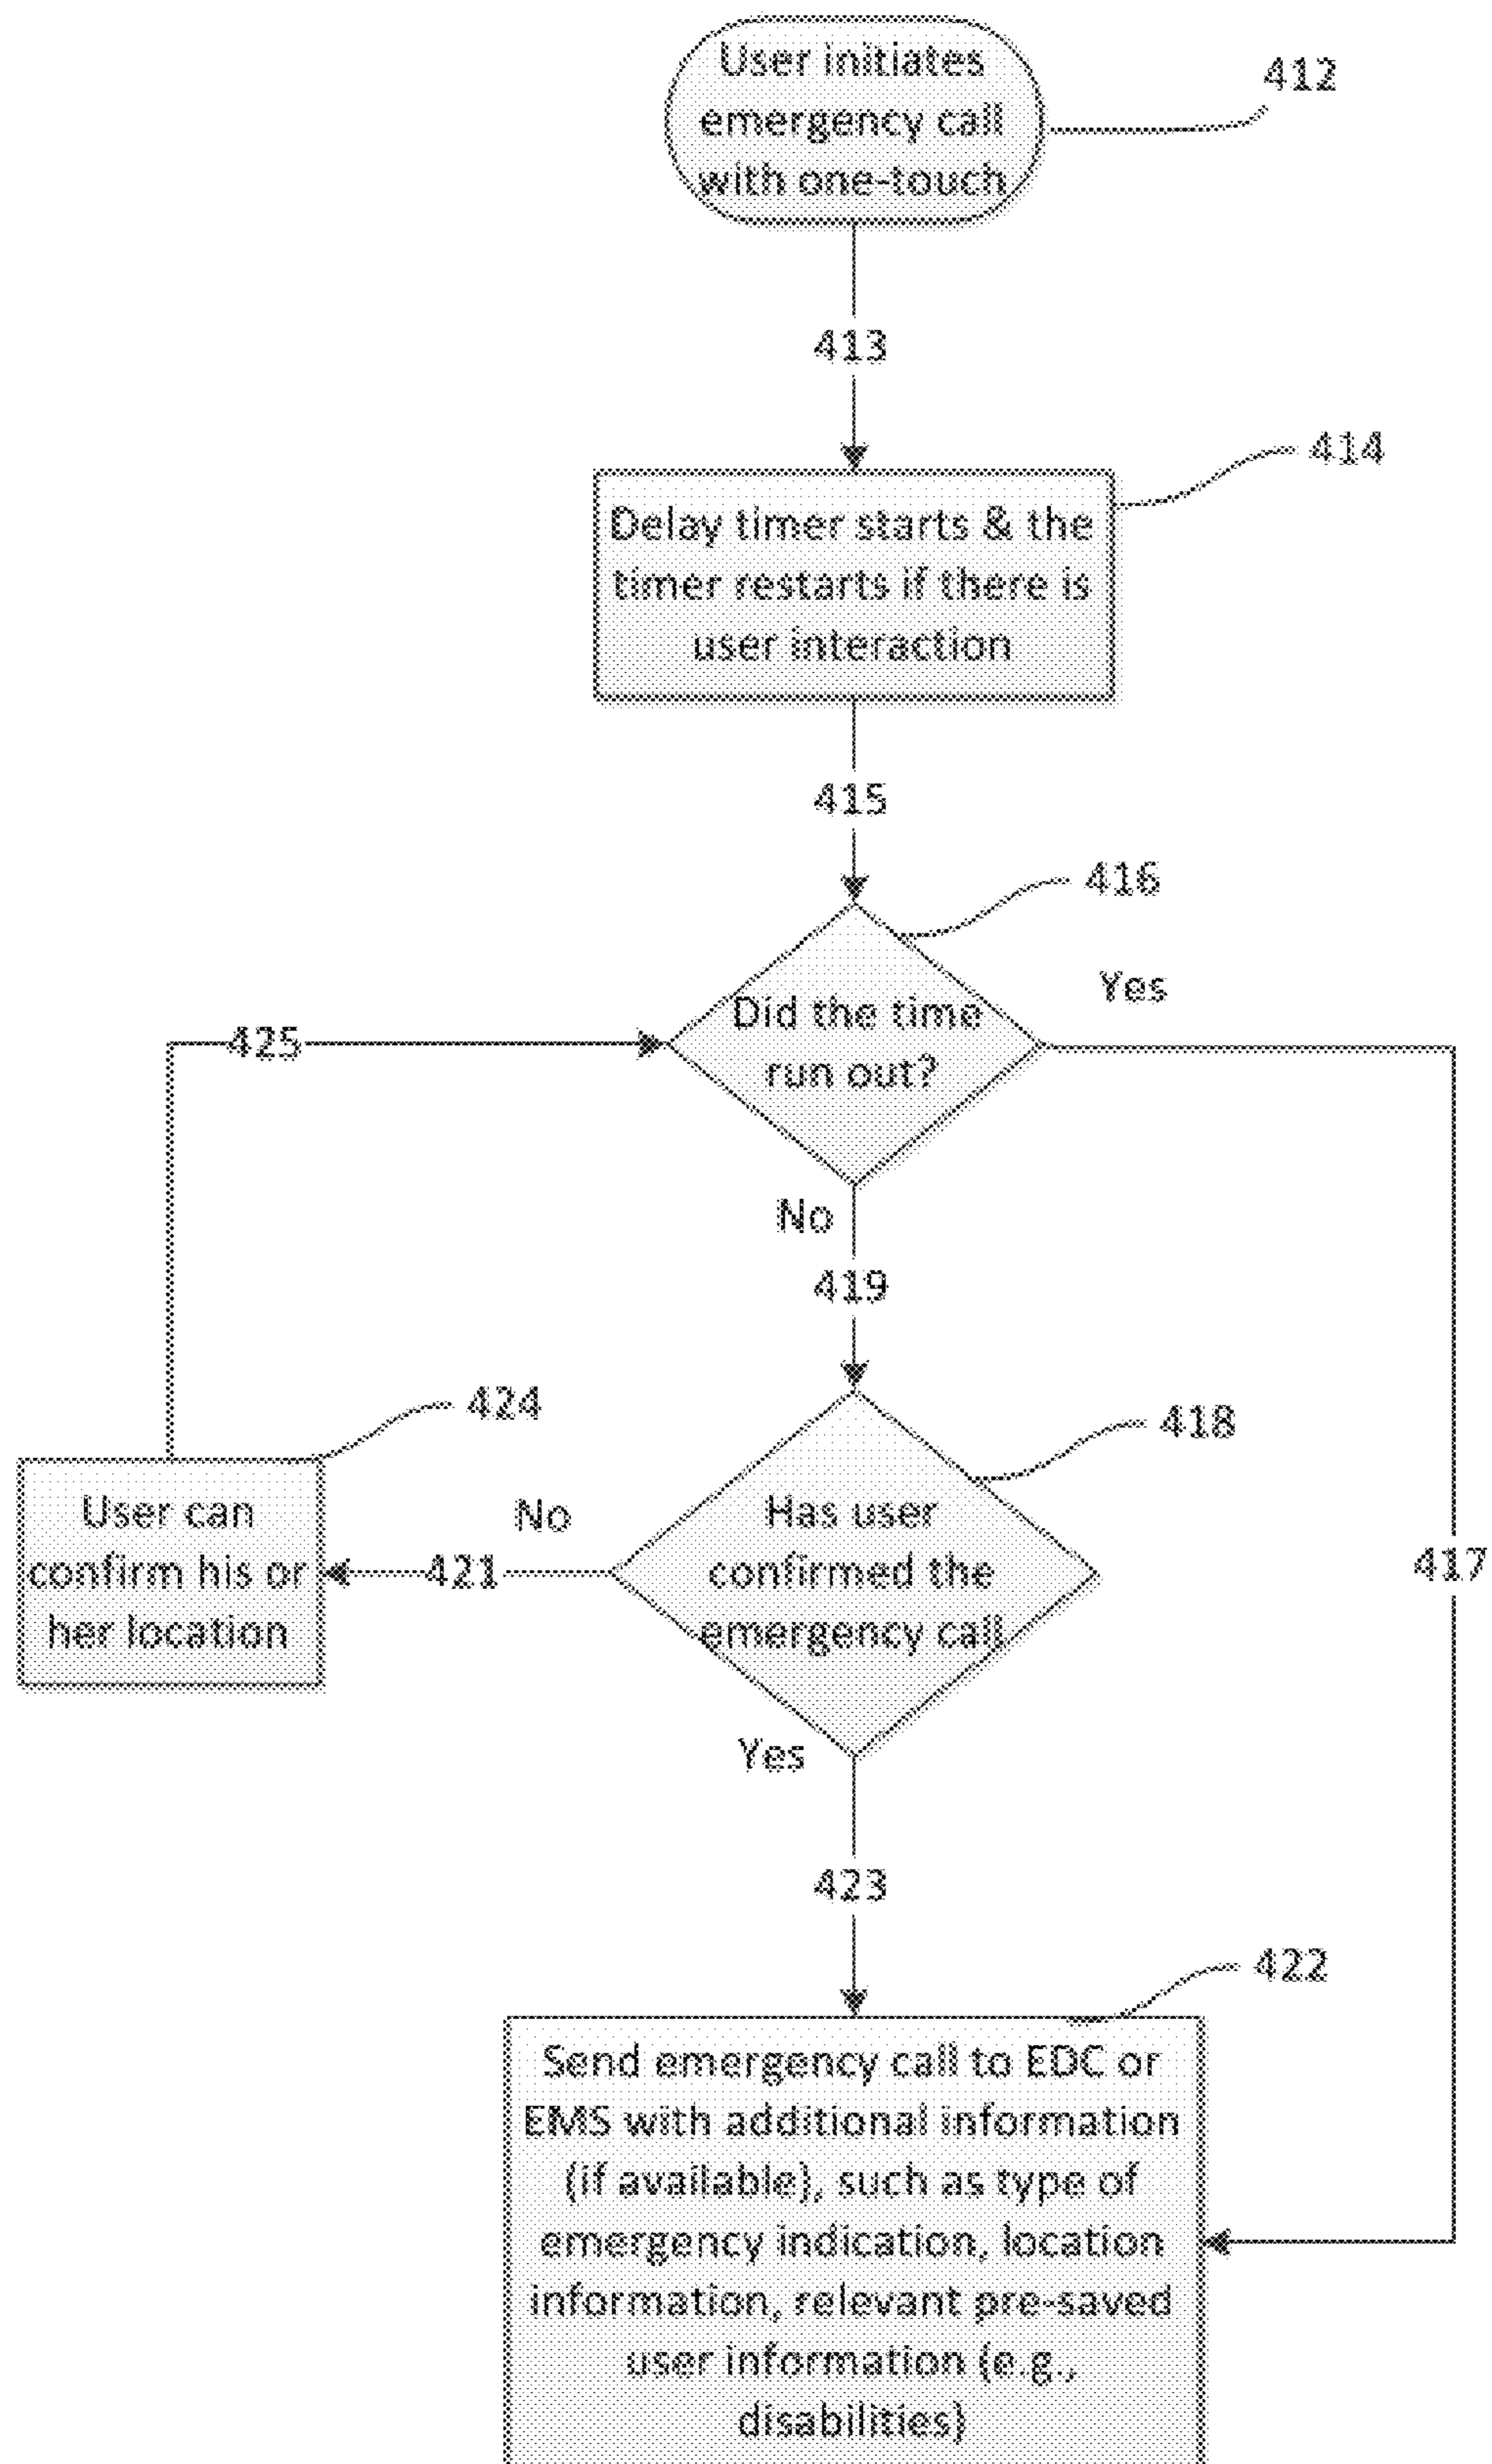 User initiates
emergency call
with one-touch
412
413
414
Delay timer starts & the
timer restarts if there is
user interaction
415
416
Did the time
run out?
Yes
425
No
419
417
424
418
User can
confirm his or
her location
No
421
Has user
confirmed the
emergency call
Yes
423
422
Send emergency call to EDC or
EMS with additional information
(if available), such as type of
emergency indication, location
information, relevant pre-saved
user information (e.g.,
disabilities)